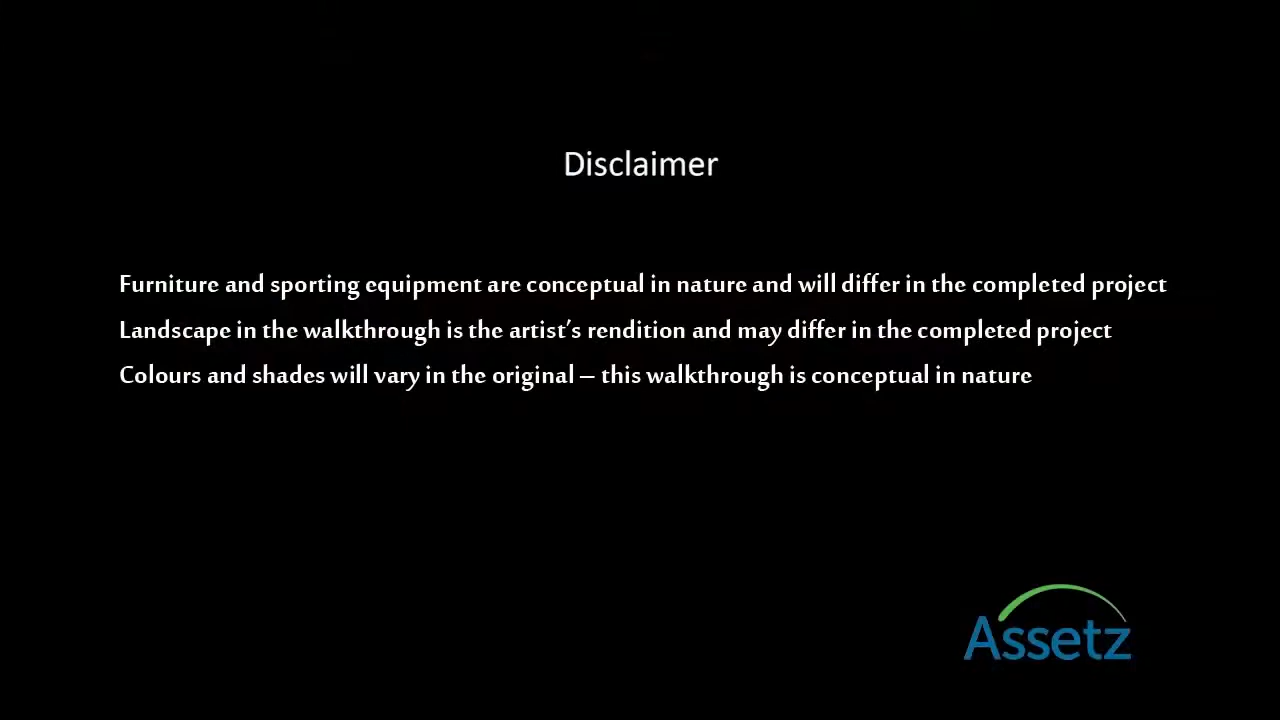 Disclaimer
Furniture and sporting equipment are conceptual in nature and will differ in the completed project
Landscape in the walkthrough is the artist’s rendition and may differ in the completed project
Colours and shades will vary in the original – this walkthrough is conceptual in nature
Assetz